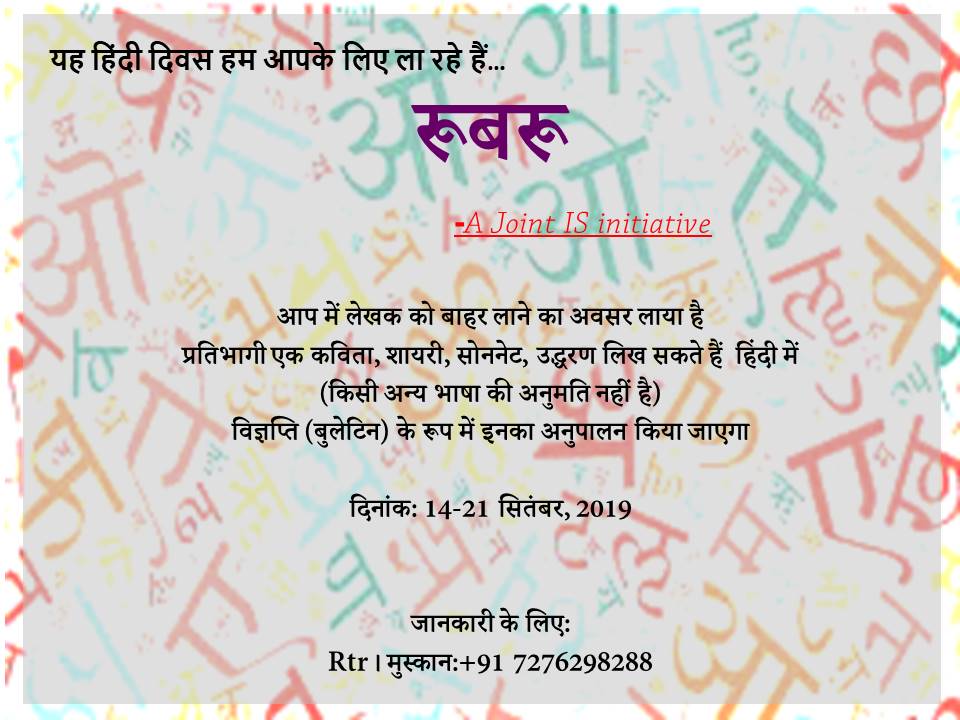 यह हिंदी दिवस हम आपके लिए ला रहे हैं...
रूबरू
-A Joint IS initiative
आप में लेखक को बाहर लाने का अवसर लाया है
प्रतिभागी एक कविता, शायरी, सोननेट, उद्धरण लिख सकते हैं हिंदी में
(किसी अन्य भाषा की अनुमति नहीं है)
विज्ञप्ति (बुलेटिन) के रूप में इनका अनुपालन किया जाएगा
दिनांक: 14-21 सितंबर, 2019
जानकारी के लिए:
Rtr । मुस्कान:+91 7276298288